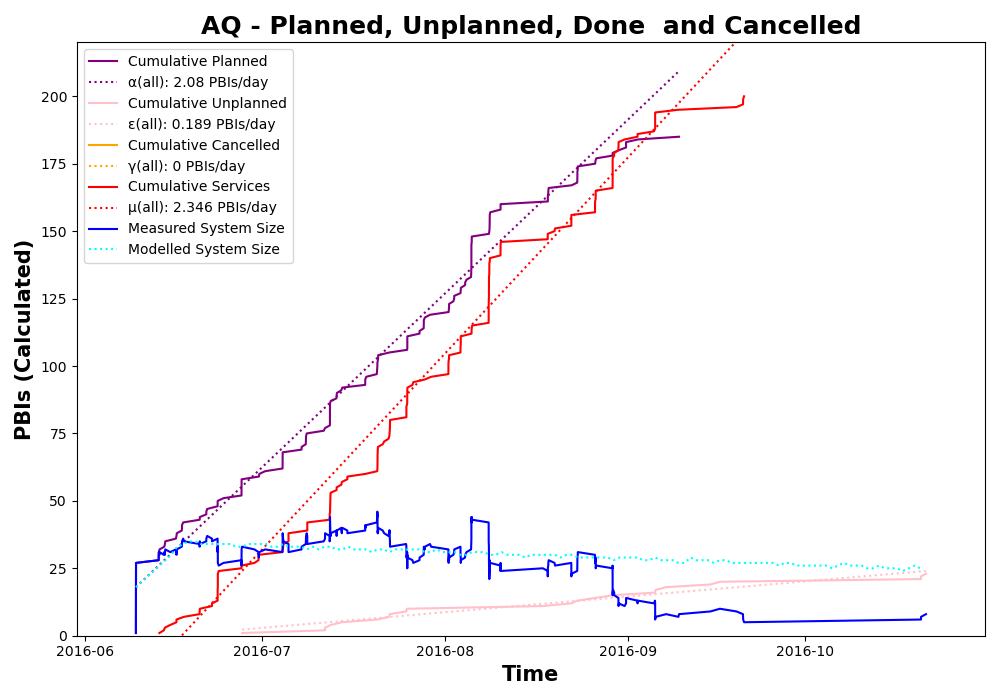 AQ - Planned, Unplanned, Done  and Cancelled
PBIs (Calculated)
200
175
150
125
100
75
50
25
0
Cumulative Planned
α(all): 2.08 PBIs/day
Cumulative Unplanned
ε(all): 0.189 PBIs/day
Cumulative Cancelled
γ(all): 0 PBIs/day
Cumulative Services
μ(all): 2.346 PBIs/day
Measured System Size
Modelled System Size
2016-06 2016-07 2016-08 2016-09 2016-10
Time